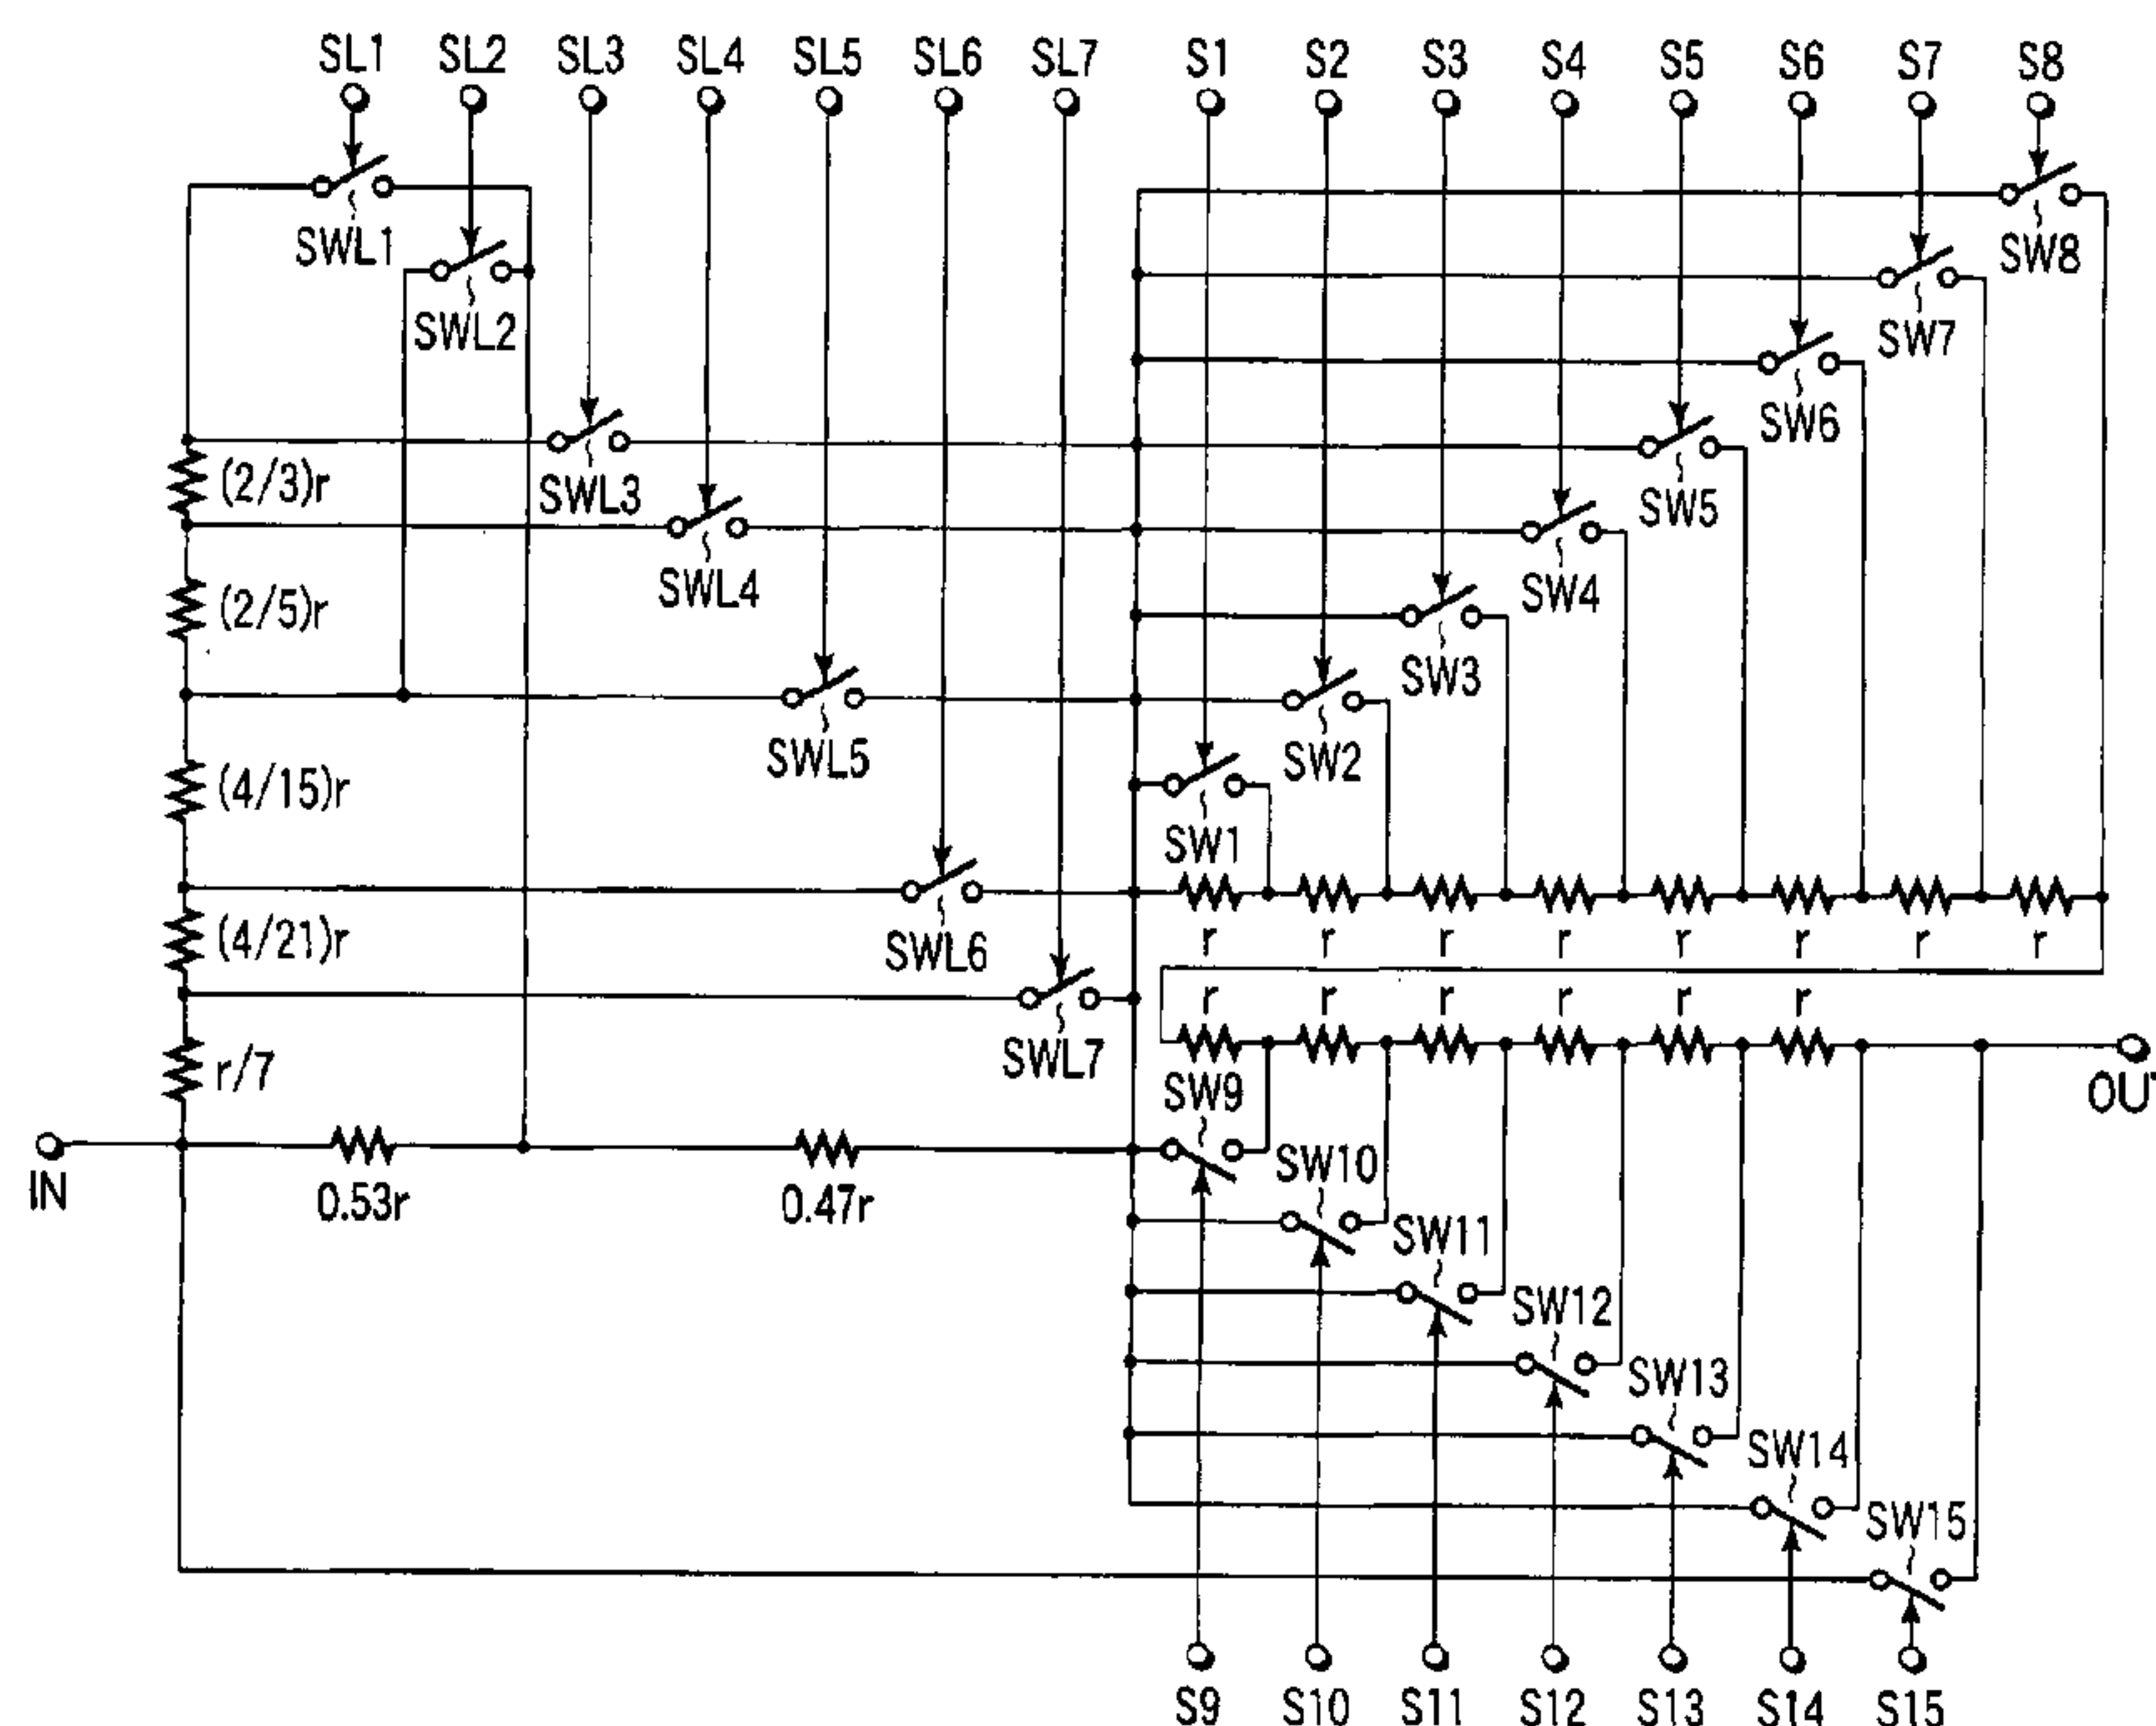 SL1 SL2 SL3 SL4 SL5 SL6 SL7 S1 S2 S3 S4 S5 S6 S7 S8
SWL1
SW8
SWL2
SW7
SW6
(2/3)r
SWL3
SW5
SWL4
SW4
(2/5)r
SW3
SWL5
SW2
(4/15)r
SW1
(4/21)r
SWL6
r r r r r r r r
r r r r r r
SWL7
r/7
SW9
OUT
IN
0.53r
0.47r
SW10
SW11
SW12
SW13
SW14
SW15
S9 S10 S11 S12 S13 S14 S15